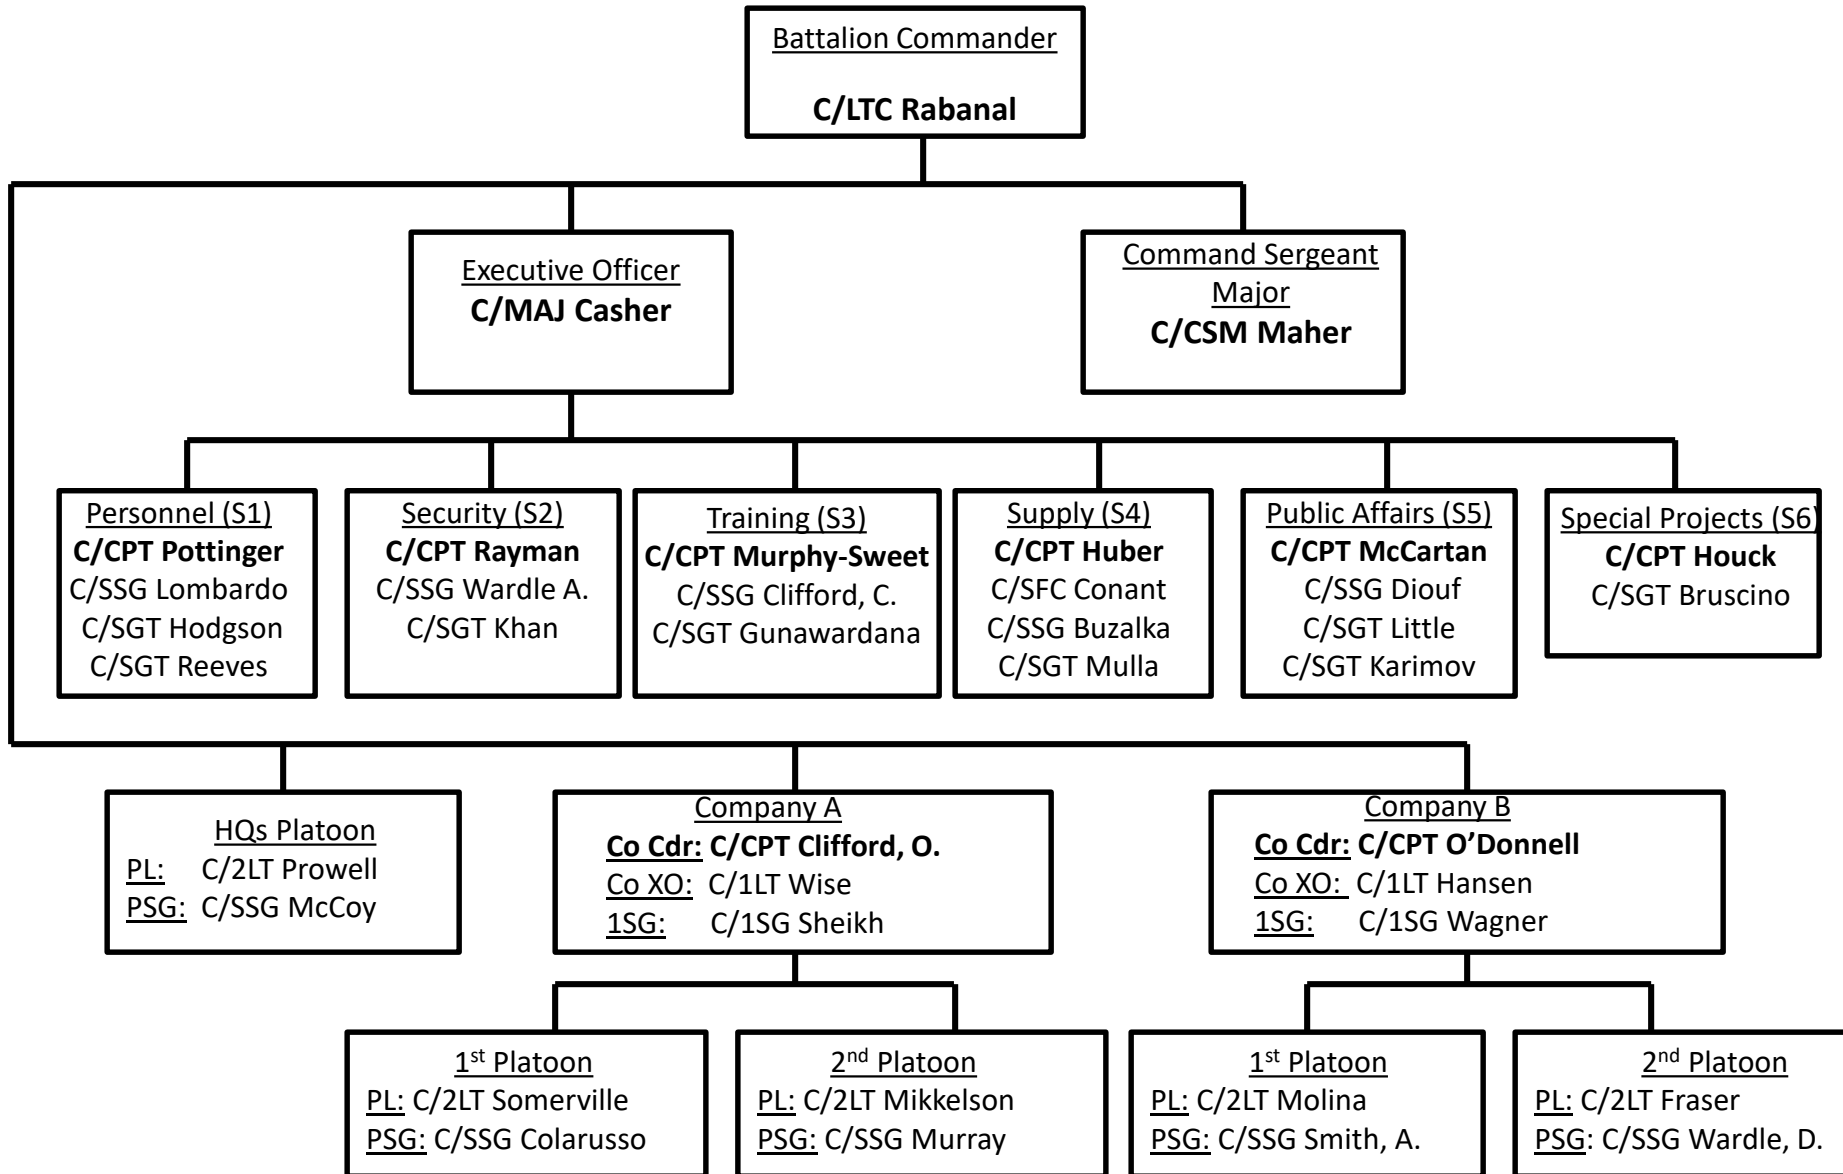 Battalion Commander
C/LTC Rabanal
Executive Officer
C/MAJ Casher
Command Sergeant
Major
C/CSM Maher
Personnel (S1)
C/CPT Pottinger
C/SSG Lombardo
C/SGT Hodgson
C/SGT Reeves
Security (S2)
C/CPT Rayman
C/SSG Wardle A.
C/SGT Khan
Training (S3)
C/CPT Murphy-Sweet
C/SSG Clifford, C.
C/SGT Gunawardana
Supply (S4)
C/CPT Huber
C/SFC Conant
C/SSG Buzalka
C/SGT Mulla
Public Affairs (S5)
C/CPT McCartan
C/SSG Diouf
C/SGT Little
C/SGT Karimov
Special Projects (S6)
C/CPT Houck
C/SGT Bruscino
HQs Platoon
PL: C/2LT Prowell
PSG: C/SSG McCoy
Company A
Co Cdr: C/CPT Clifford, O.
Co XO: C/1LT Wise
1SG: C/1SG Sheikh
Company B
Co Cdr: C/CPT O’Donnell
Co XO: C/1LT Hansen
1SG: C/1SG Wagner
1st Platoon
PL: C/2LT Somerville
PSG: C/SSG Colarusso
2nd Platoon
PL: C/2LT Mikkelson
PSG: C/SSG Murray
1st Platoon
PL: C/2LT Molina
PSG: C/SSG Smith, A.
2nd Platoon
PL: C/2LT Fraser
PSG: C/SSG Wardle, D.